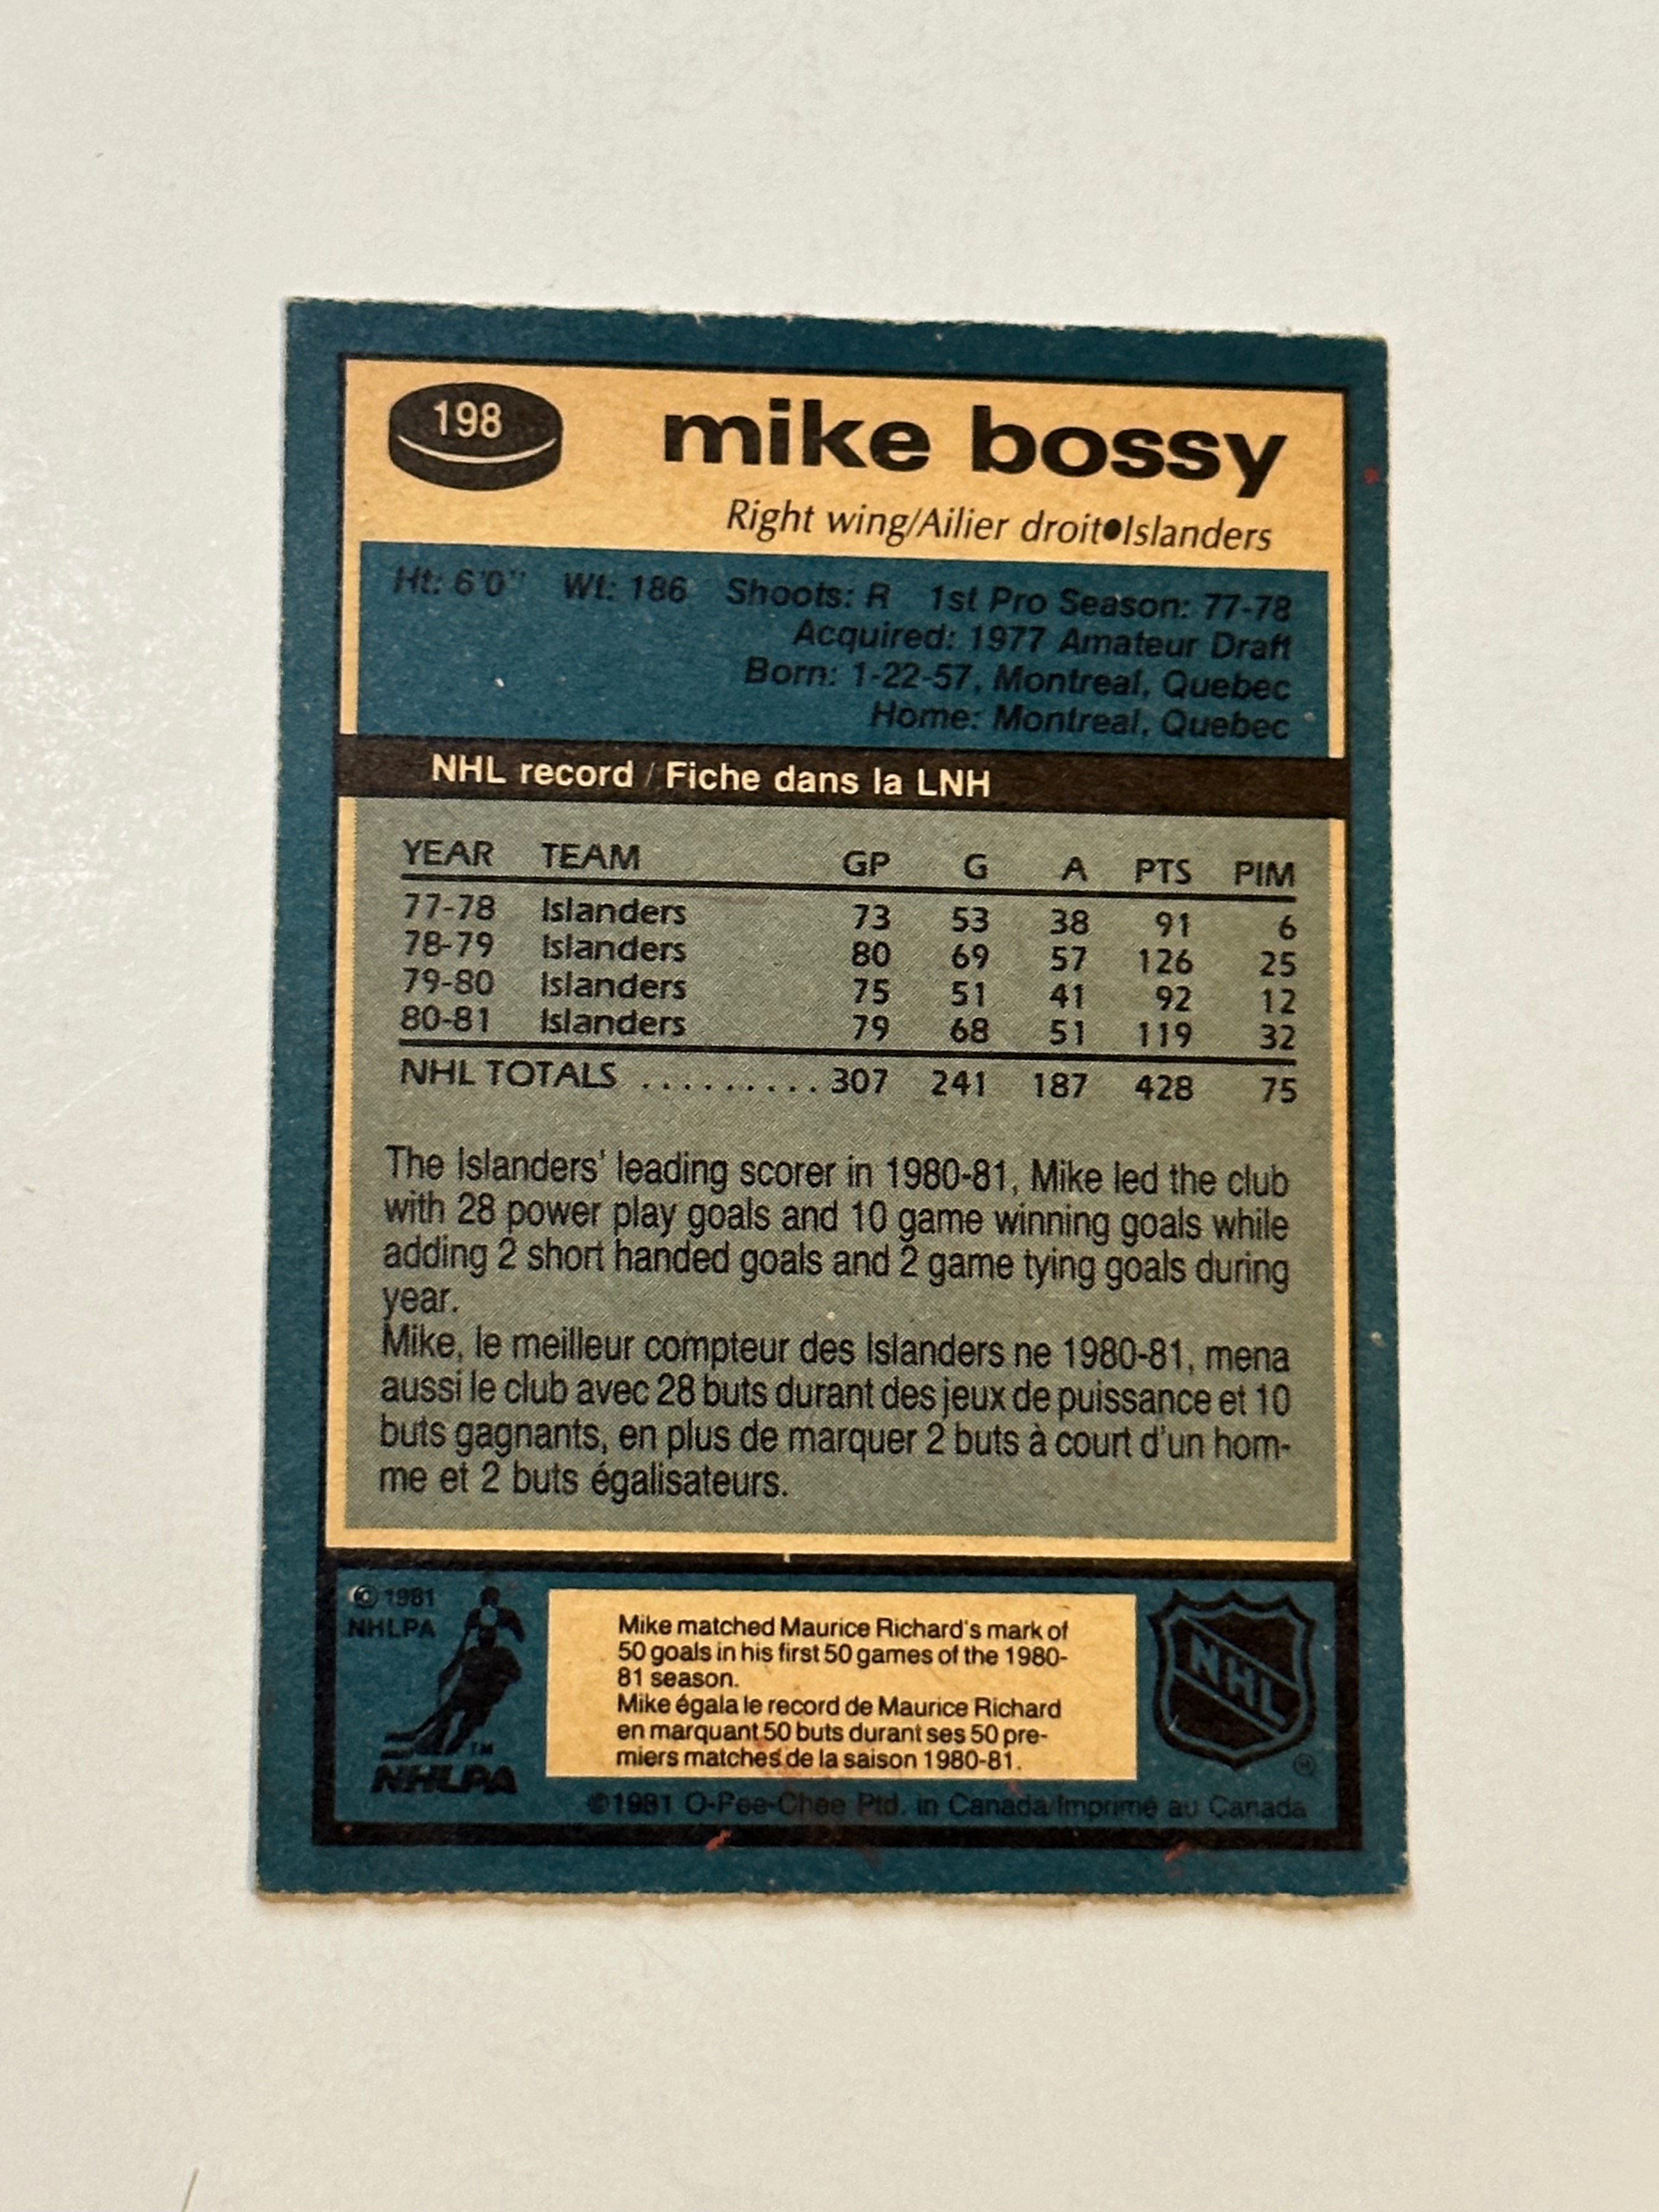 198
mike bossy
Right wing/Ailier droit●Islanders
Ht: 6'0" Wt: 186 Shoots: R 1st Pro Season: 77-78
Acquired: 1977 Amateur Draft
Born: 1-22-57, Montreal, Quebec
Home: Montreal, Quebec
NHL record / Fiche dans la LNH
YEAR TEAM GP G A PTS PIM
77-78 Islanders 73 53 38 91 6
78-79 Islanders 80 69 57 126 25
79-80 Islanders 75 51 41 92 12
80-81 Islanders 79 68 51 119 32
NHL TOTALS .......... 307 241 187 428 75
The Islanders' leading scorer in 1980-81, Mike led the club
with 28 power play goals and 10 game winning goals while
adding 2 short handed goals and 2 game tying goals during
year.
Mike, le meilleur compteur des Islanders ne 1980-81, mena
aussi le club avec 28 buts durant des jeux de puissance et 10
buts gagnants, en plus de marquer 2 buts à court d'un hom-
me et 2 buts égalisateurs.
© 1981
NHLPA
TM
NHLPA
Mike matched Maurice Richard's mark of
50 goals in his first 50 games of the 1980-
81 season.
Mike égala le record de Maurice Richard
en marquant 50 buts durant ses 50 pre-
miers matches de la saison 1980-81.
NHL
®
©1981 O-Pee-Chee Ptd. in Canada/Imprimé au Canada